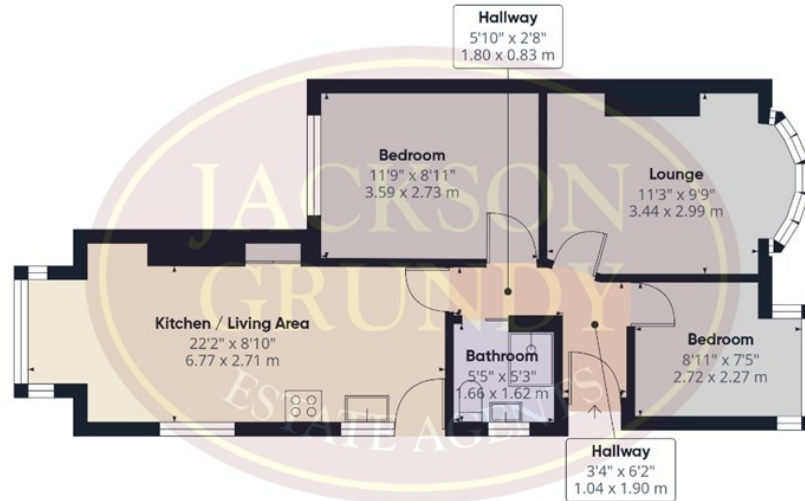 Hallway
5'10" x 2'8"
1.80 x 0.83 m
Bedroom
11'9" x 8'11"
3.59 x 2.73 m
Lounge
11'3" x 9'9"
3.44 x 2.99 m
JACKSON
GRUNDY
ESTATE AGENTS
Kitchen / Living Area
22'2" x 8'10"
6.77 x 2.71 m
Bathroom
5'5" x 5'3"
1.66 x 1.62 m
Bedroom
8'11" x 7'5"
2.72 x 2.27 m
Hallway
3'4" x 6'2"
1.04 x 1.90 m